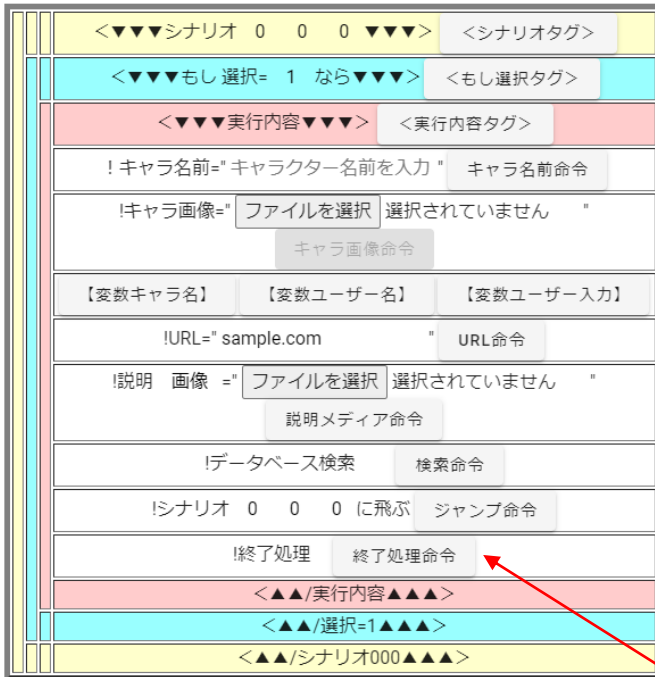 <▼▼▼シナリオ 0 0 0 ▼▼▼> <シナリオタグ>
<▼▼▼もし 選択= 1 なら▼▼▼> <もし選択タグ>
<▼▼▼実行内容▼▼▼> <実行内容タグ>
! キャラ名前="キャラクター名前を入力 " キャラ名前命令
!キャラ画像=" ファイルを選択 選択されていません "
キャラ画像命令
【変数キャラ名】 【変数ユーザー名】 【変数ユーザー入力】
!URL=" sample.com " URL命令
!説明 画像 =" ファイルを選択 選択されていません "
説明メディア命令
!データベース検索 検索命令
!シナリオ 0 0 0 に飛ぶ ジャンプ命令
!終了処理 終了処理命令
<▲▲/実行内容▲▲▲>
<▲▲/選択=1▲▲▲>
<▲▲/シナリオ000▲▲▲>